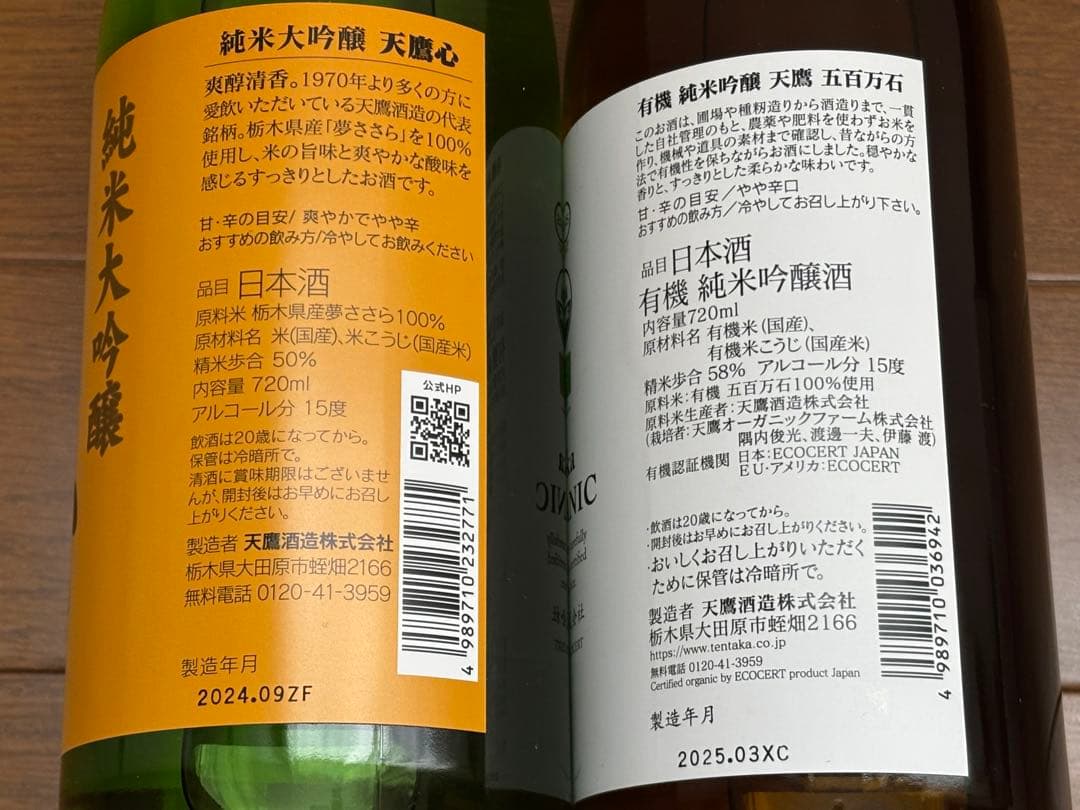 純米大吟醸 天鷹心
爽醇清香。1970年より多くの方に
愛飲いただいている天鷹酒造の代表
銘柄。栃木県産「夢ささら」を100%
使用し、米の旨味と爽やかな酸味を
感じるすっきりとしたお酒です。
甘・辛の目安/ 爽やかでやや辛
おすすめの飲み方/冷やしてお飲みください
品目 日本酒
原料米 栃木県産夢ささら100%
原材料名 米(国産)、米こうじ(国産米)
精米歩合 50%
内容量 720ml
アルコール分 15度
飲酒は20歳になってから。
保管は冷暗所で。
清酒に賞味期限はございませ
んが、開封後はお早めにお召し
上がりください。
製造者 天鷹酒造株式会社
栃木県大田原市蛭畑2166
無料電話 0120-41-3959
製造年月
2024.09ZF
純米大吟醸
公式HP
4 989710 232771
有機 純米吟醸 天鷹 五百万石
このお酒は、圃場や種籾造りから酒造りまで、一貫
した自社管理のもと、農薬や肥料を使わずお米を
作り、機械や道具の素材まで確認し、昔ながらの方
法で有機性を保ちながらお酒にしました。穏やかな
香りと、すっきりとした柔らかな味わいです。
甘・辛の目安/やや辛口
おすすめの飲み方/冷やしてお召し上がり下さい。
品目 日本酒
有機 純米吟醸酒
内容量720ml
原材料名 有機米(国産)、
有機米こうじ(国産米)
精米歩合 58% アルコール分 15度
原料米:有機 五百万石100%使用
原料米生産者:天鷹酒造株式会社
(栽培者:天鷹オーガニックファーム株式会社
隅内俊光、渡邊一夫、伊藤 渡)
有機認証機関 日本:ECOCERT JAPAN
EU・アメリカ:ECOCERT
・飲酒は20歳になってから。
・開封後はお早めにお召し上がりください。
・おいしくお召し上がりいただく
ために保管は冷暗所で。
製造者 天鷹酒造株式会社
栃木県大田原市蛭畑2166
https://www.tentaka.co.jp
無料電話 0120-41-3959
Certified organic by ECOCERT product Japan
製造年月
2025.03XC
4 989710 036942